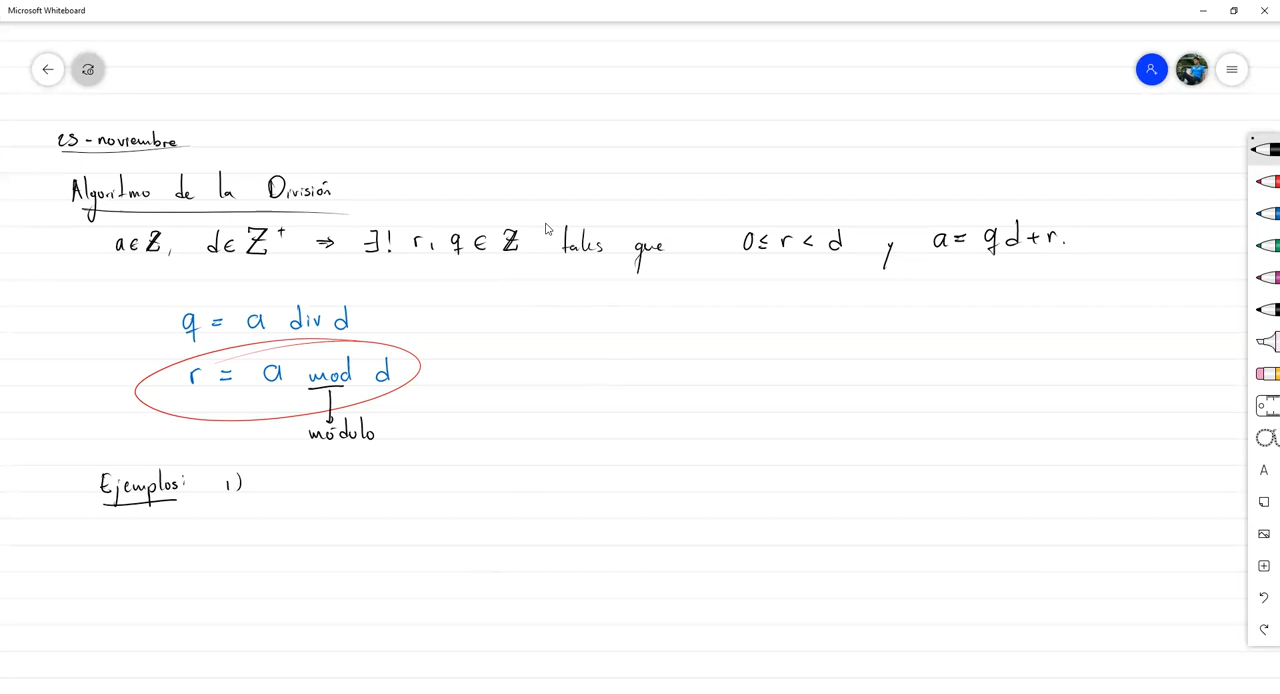 Microsoft Whiteboard
25-noviembre
Algoritmo de la División
a ∈ ℤ, d ∈ ℤ⁺ ⇒ ∃! r, q ∈ ℤ tales que 0 ≤ r < d y a = qd + r.
q = a div d
r = a mod d
módulo
Ejemplos: 1)
A